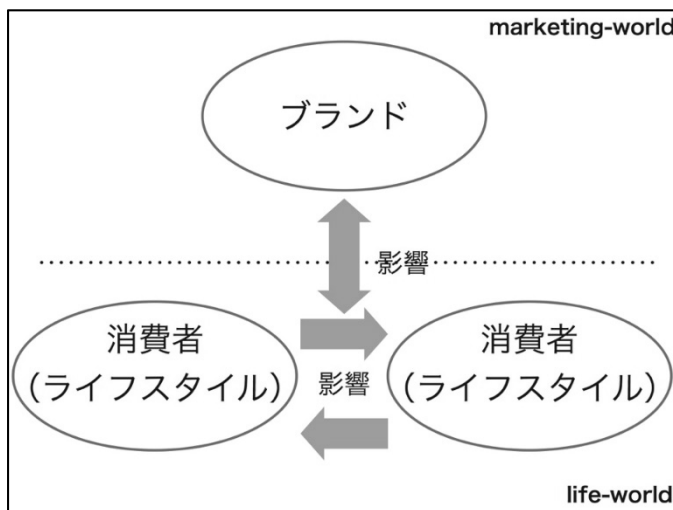 marketing-world
ブランド
影響
消費者
(ライフスタイル)
影響
消費者
(ライフスタイル)
life-world